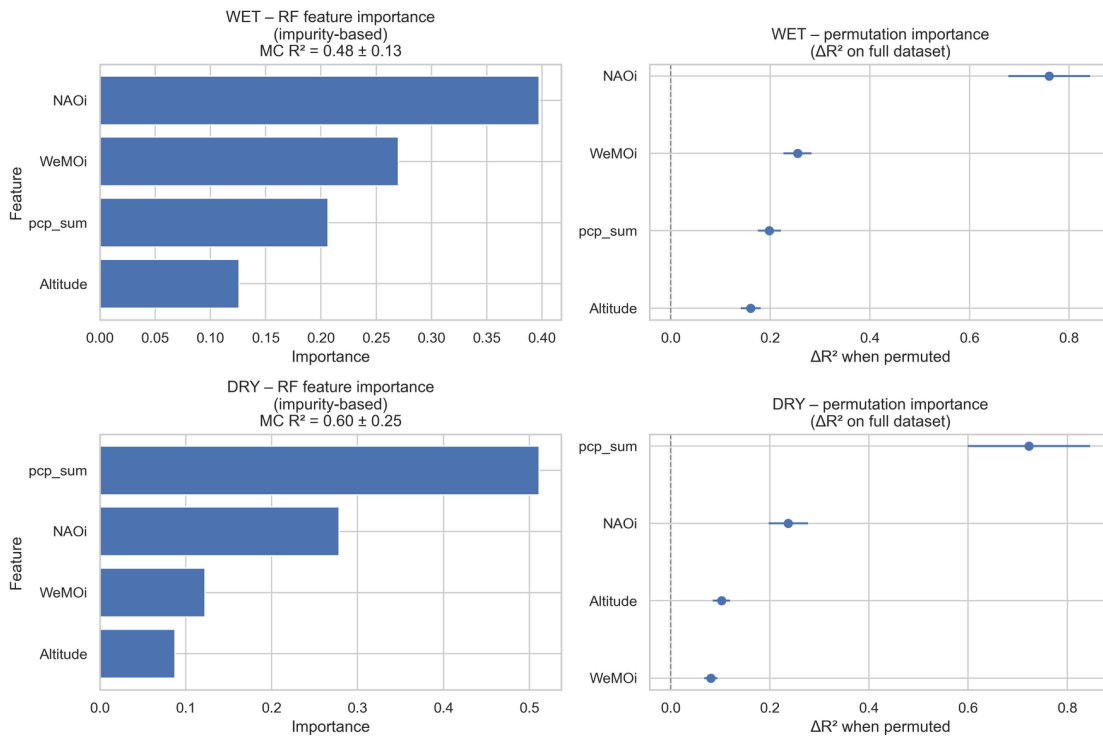 WET – RF feature importance
(impurity-based)
MC R² = 0.48 ± 0.13
NAOi
WeMOi
pcp_sum
Altitude
Feature
0.00 0.05 0.10 0.15 0.20 0.25 0.30 0.35 0.40
Importance
WET – permutation importance
(ΔR² on full dataset)
NAOi
WeMOi
pcp_sum
Altitude
0.0 0.2 0.4 0.6 0.8
ΔR² when permuted
DRY – RF feature importance
(impurity-based)
MC R² = 0.60 ± 0.25
pcp_sum
NAOi
WeMOi
Altitude
Feature
0.0 0.1 0.2 0.3 0.4 0.5
Importance
DRY – permutation importance
(ΔR² on full dataset)
pcp_sum
NAOi
Altitude
WeMOi
0.0 0.2 0.4 0.6 0.8
ΔR² when permuted